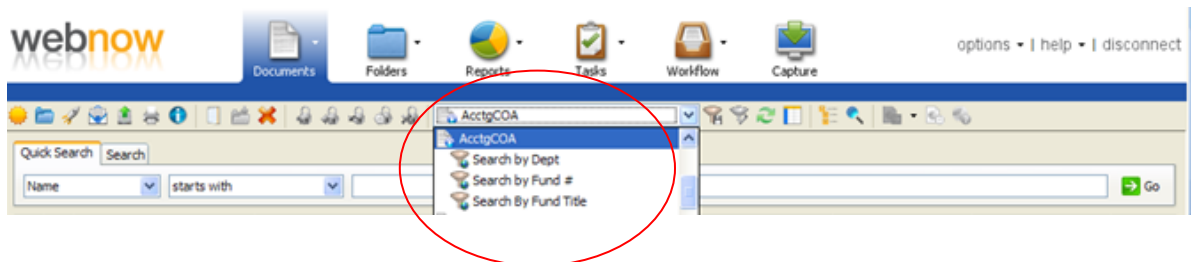 webnow
Documents Folders Reports Tasks Workflow Capture
options | help | disconnect
AcctgCOA
AcctgCOA
Quick Search Search
Search by Dept
Name starts with Search by Fund # Go
Search By Fund Title